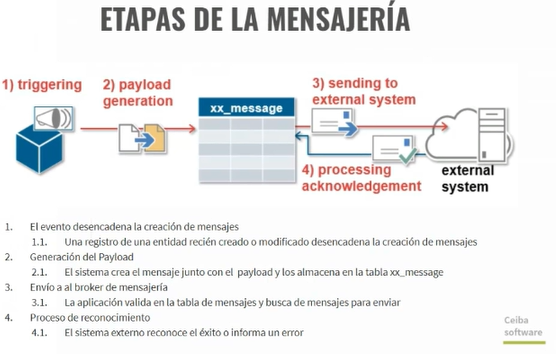 ETAPAS DE LA MENSAJERÍA
1) triggering
2) payload
generation
xx_message
3) sending to
external system
4) processing
acknowledgement
external
system
1. El evento desencadena la creación de mensajes
1.1. Una registro de una entidad recién creado o modificado desencadena la creación de mensajes
2. Generación del Payload
2.1. El sistema crea el mensaje junto con el payload y los almacena en la tabla xx_message
3. Envío a al broker de mensajería
3.1. La aplicación valida en la tabla de mensajes y busca de mensajes para enviar
4. Proceso de reconocimiento
4.1. El sistema externo reconoce el éxito o informa un error
Ceiba
software